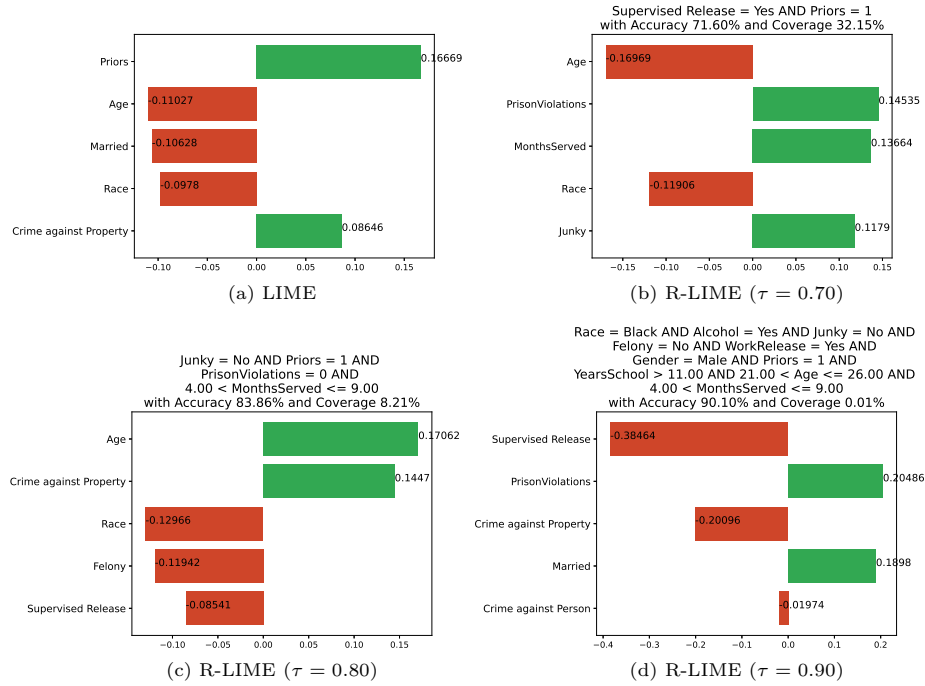 Priors
Age
Married
Race
Crime against Property
0.16669
-0.11027
-0.10628
-0.0978
0.08646
−0.10 −0.05 0.00 0.05 0.10 0.15
(a) LIME
Supervised Release = Yes AND Priors = 1
with Accuracy 71.60% and Coverage 32.15%
Age
PrisonViolations
MonthsServed
Race
Junky
-0.16969
0.14535
0.13664
-0.11906
0.1179
−0.15 −0.10 −0.05 0.00 0.05 0.10 0.15
(b) R-LIME (τ = 0.70)
Junky = No AND Priors = 1 AND
PrisonViolations = 0 AND
4.00 < MonthsServed <= 9.00
with Accuracy 83.86% and Coverage 8.21%
Age
Crime against Property
Race
Felony
Supervised Release
0.17062
0.1447
-0.12966
-0.11942
-0.08541
−0.10 −0.05 0.00 0.05 0.10 0.15
(c) R-LIME (τ = 0.80)
Race = Black AND Alcohol = Yes AND Junky = No AND
Felony = No AND WorkRelease = Yes AND
Gender = Male AND Priors = 1 AND
YearsSchool > 11.00 AND 21.00 < Age <= 26.00 AND
4.00 < MonthsServed <= 9.00
with Accuracy 90.10% and Coverage 0.01%
Supervised Release
PrisonViolations
Crime against Property
Married
Crime against Person
-0.38464
0.20486
-0.20096
0.1898
-0.01974
−0.4 −0.3 −0.2 −0.1 0.0 0.1 0.2
(d) R-LIME (τ = 0.90)